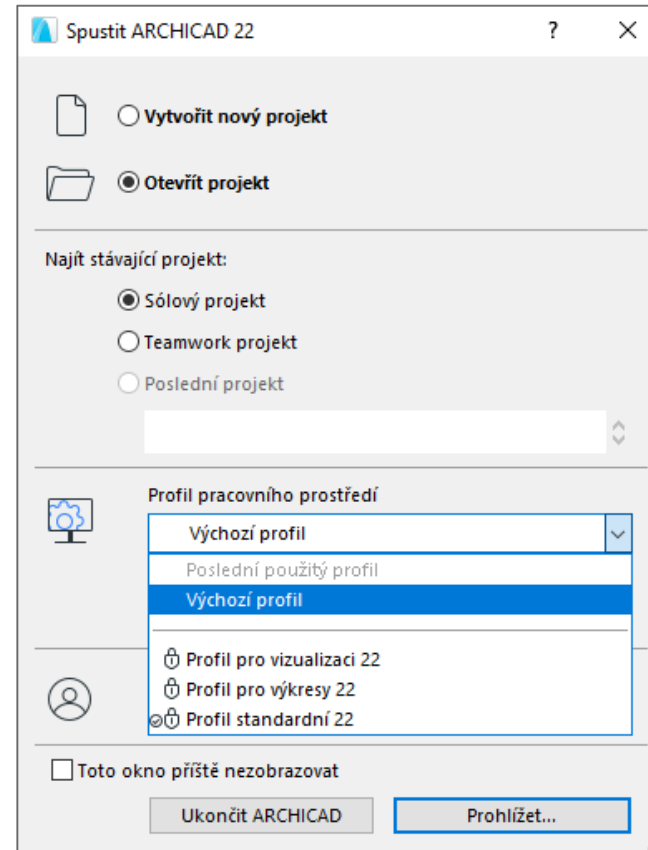 Spustit ARCHICAD 22
Vytvořit nový projekt
Otevřít projekt
Najít stávající projekt:
Sólový projekt
Teamwork projekt
Poslední projekt
Profil pracovního prostředí
Výchozí profil
Poslední použitý profil
Výchozí profil
Profil pro vizualizaci 22
Profil pro výkresy 22
Profil standardní 22
Toto okno příště nezobrazovat
Ukončit ARCHICAD Prohlížet...